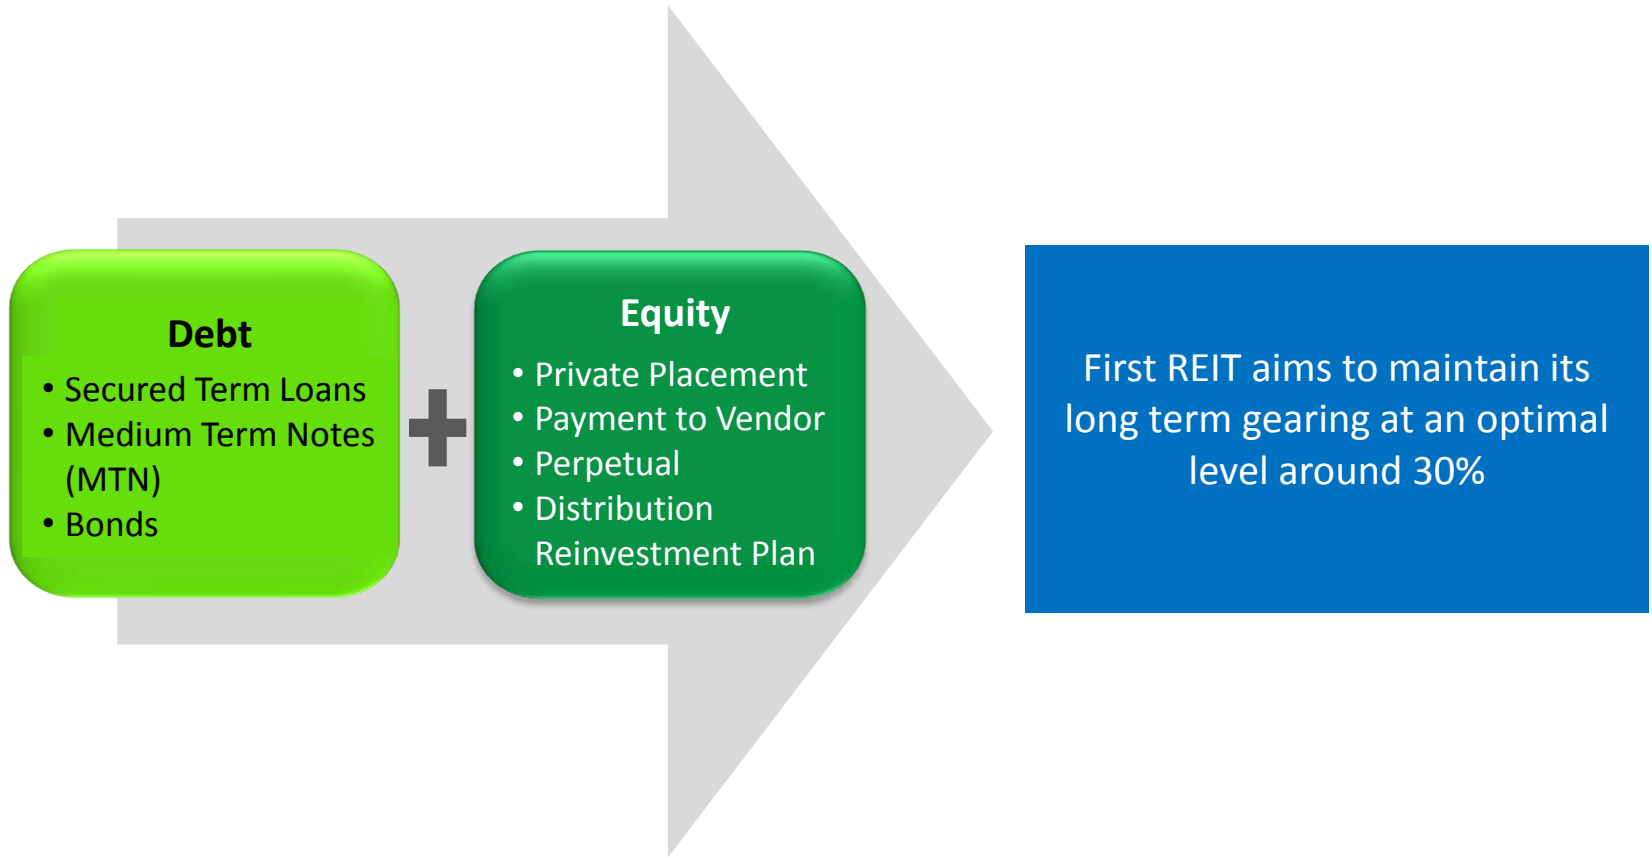 Debt
• Secured Term Loans
• Medium Term Notes
(MTN)
• Bonds
Equity
• Private Placement
• Payment to Vendor
• Perpetual
• Distribution
Reinvestment Plan
First REIT aims to maintain its
long term gearing at an optimal
level around 30%